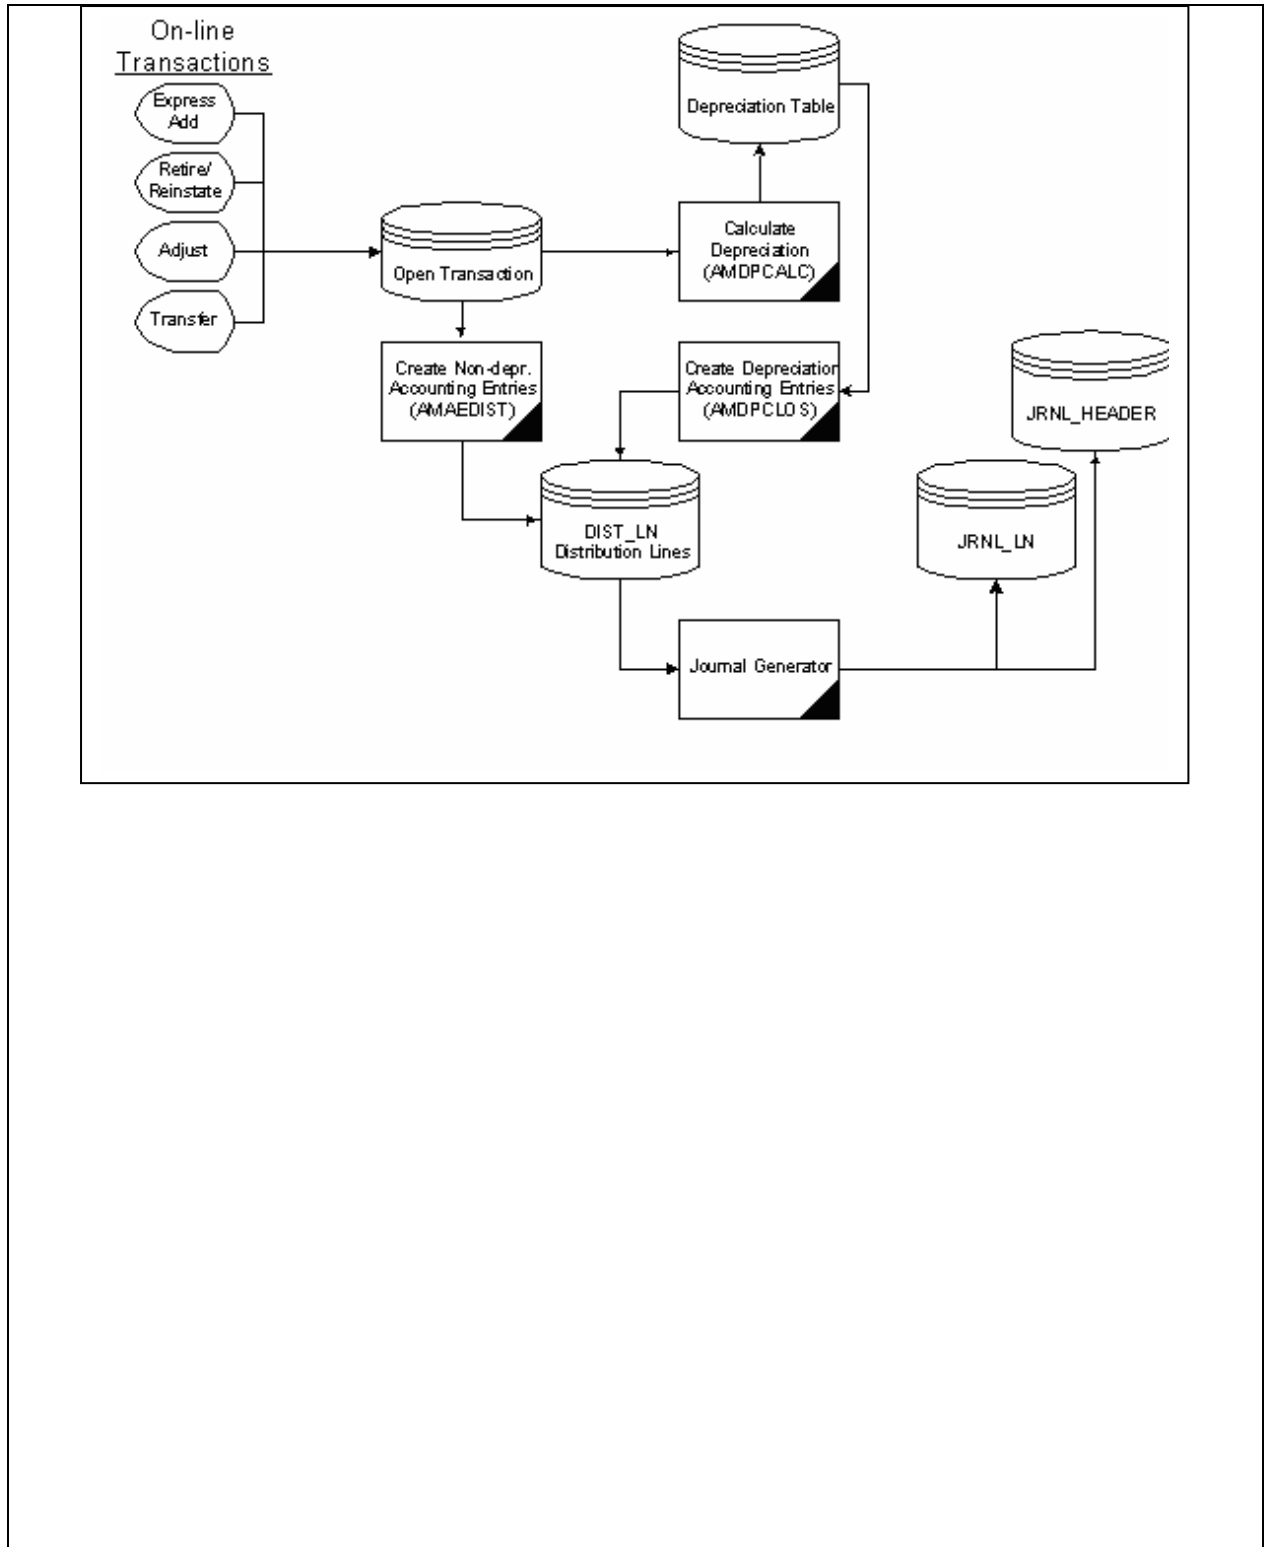 On-line
Transactions
Express
Add
Retire/
Reinstate
Adjust
Transfer
Open Transaction
Depreciation Table
Calculate
Depreciation
(AMDPCALC)
Create Non-depr.
Accounting Entries
(AMAEDIST)
Create Depreciation
Accounting Entries
(AMDPCLOS)
JRNL_HEADER
DIST_LN
Distribution Lines
JRNL_LN
Journal Generator